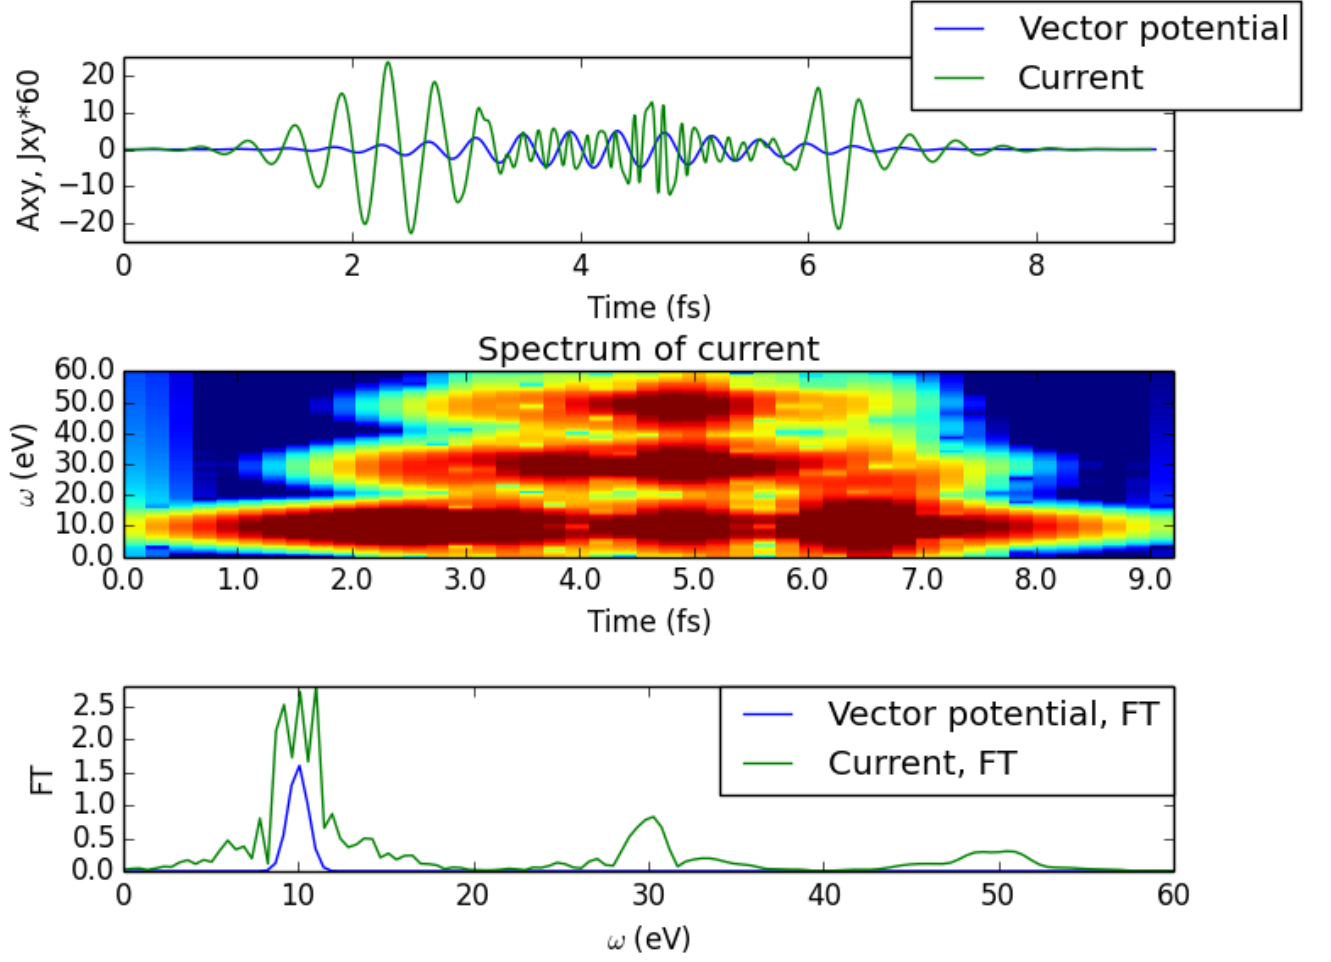 Vector potential
Current
Axy, Jxy*60
20
10
0
−10
−20
0 2 4 6 8
Time (fs)
Spectrum of current
ω (eV)
60.0
50.0
40.0
30.0
20.0
10.0
0.0
0.0 1.0 2.0 3.0 4.0 5.0 6.0 7.0 8.0 9.0
Time (fs)
Vector potential, FT
Current, FT
FT
2.5
2.0
1.5
1.0
0.5
0.0
0 10 20 30 40 50 60
ω (eV)